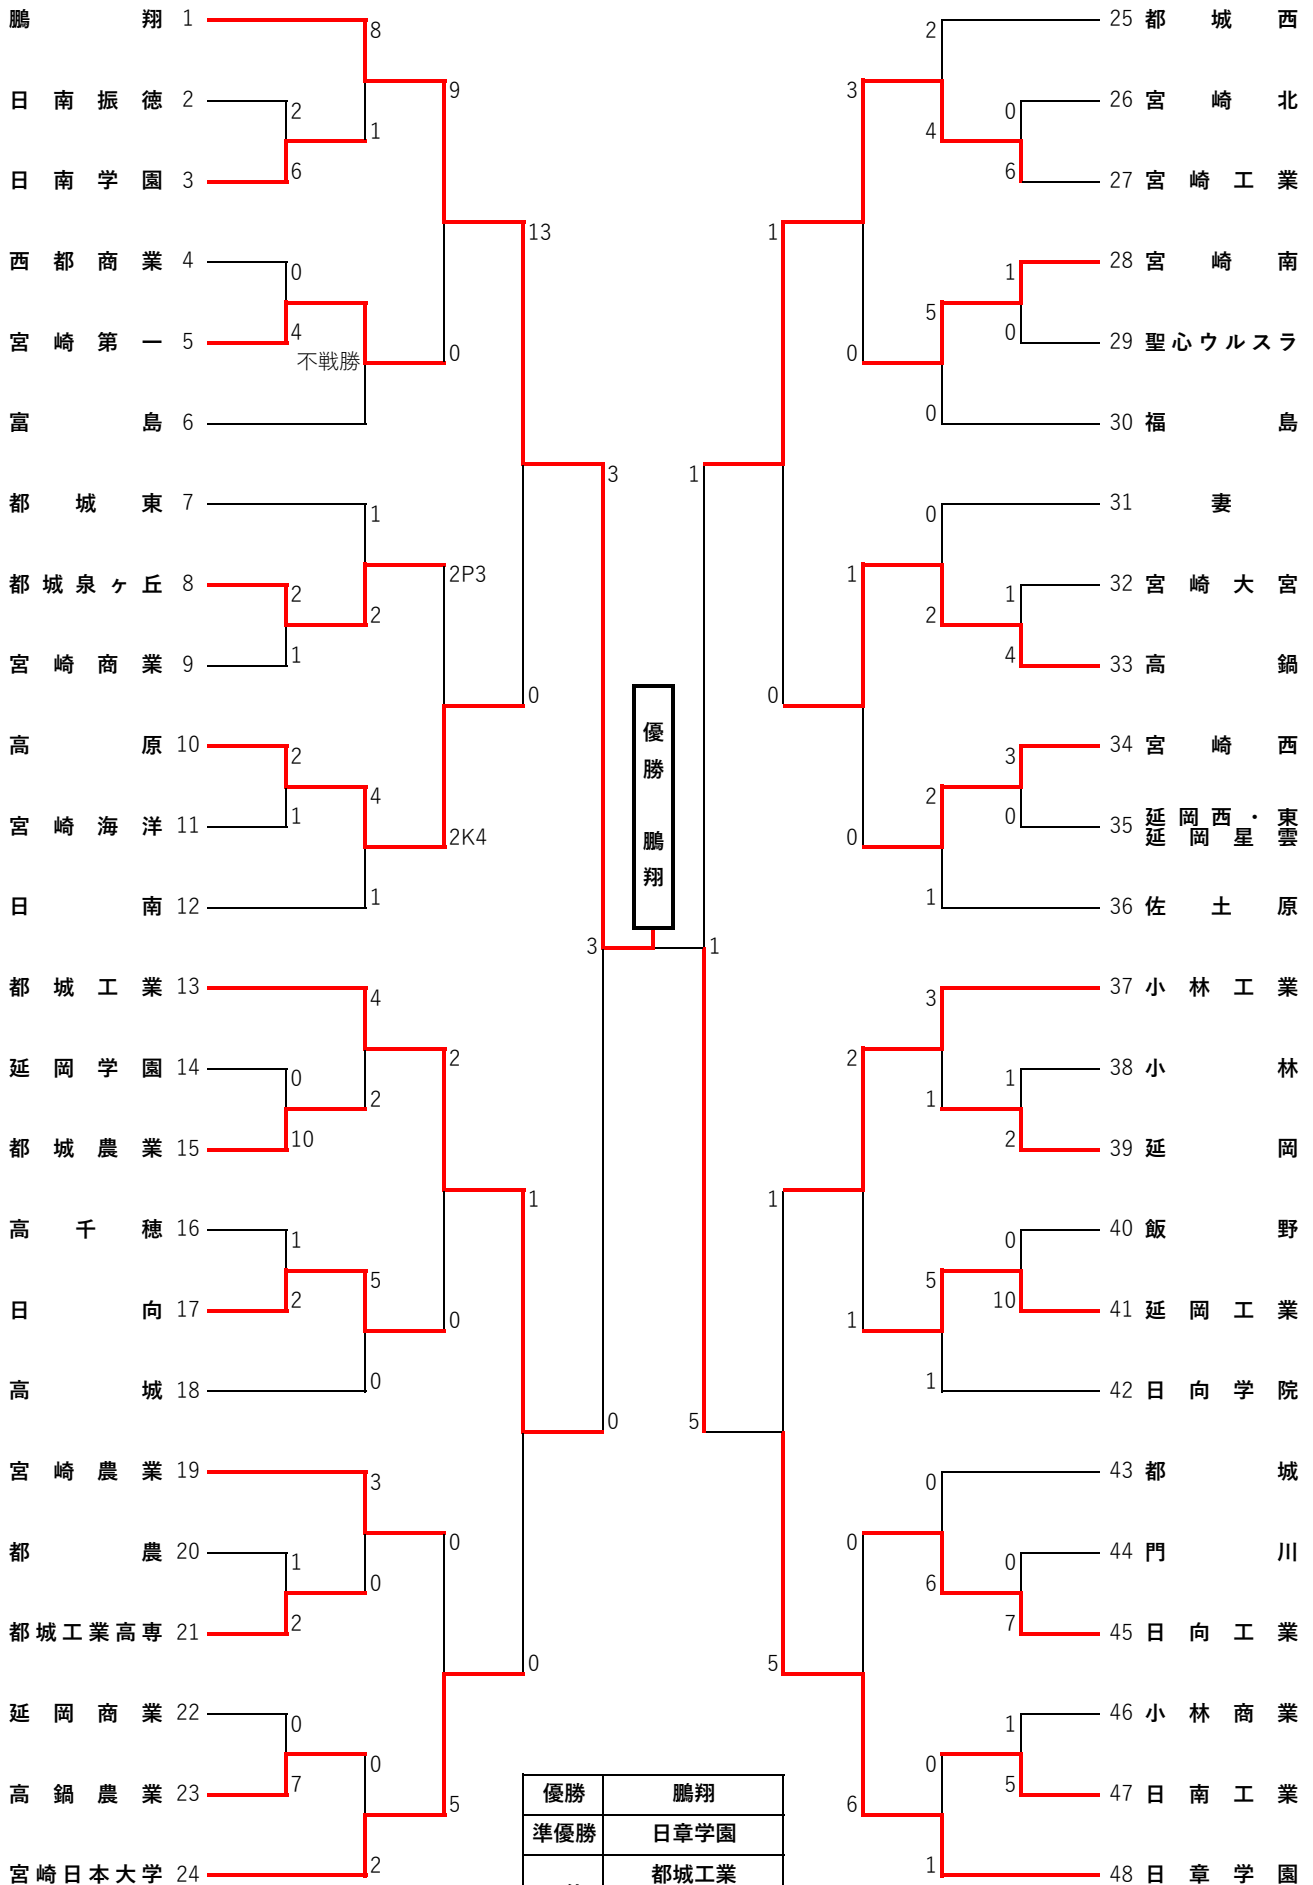 鵬翔 1
日南振徳 2
日南学園 3
西都商業 4
宮崎第一 5
富島 6
都城東 7
都城泉ヶ丘 8
宮崎商業 9
高原 10
宮崎海洋 11
日南 12
都城工業 13
延岡学園 14
都城農業 15
高千穂 16
日向 17
高城 18
宮崎農業 19
都農 20
都城工業高専 21
延岡商業 22
高鍋農業 23
宮崎日本大学 24
2
6
0
4
2
1
2
1
0
10
1
2
1
2
0
7
8
1
不戦勝
1
2
4
1
4
2
5
0
3
0
0
2
9
0
2P3
2K4
2
0
0
5
13
0
1
0
3
0
3
優勝 鵬翔
1
1
5
1
0
1
5
3
0
1
0
2
1
0
6
2
4
5
0
0
2
2
1
3
1
5
1
0
6
0
1
0
6
1
0
1
4
3
0
1
2
0
10
0
7
1
5
25 都城西
26 宮崎北
27 宮崎工業
28 宮崎南
29 聖心ウルスラ
30 福島
31 妻
32 宮崎大宮
33 高鍋
34 宮崎西
35 延岡西・東
延岡星雲
36 佐土原
37 小林工業
38 小林
39 延岡
40 飯野
41 延岡工業
42 日向学院
43 都城
44 門川
45 日向工業
46 小林商業
47 日南工業
48 日章学園
優勝 鵬翔
準優勝 日章学園
都城工業